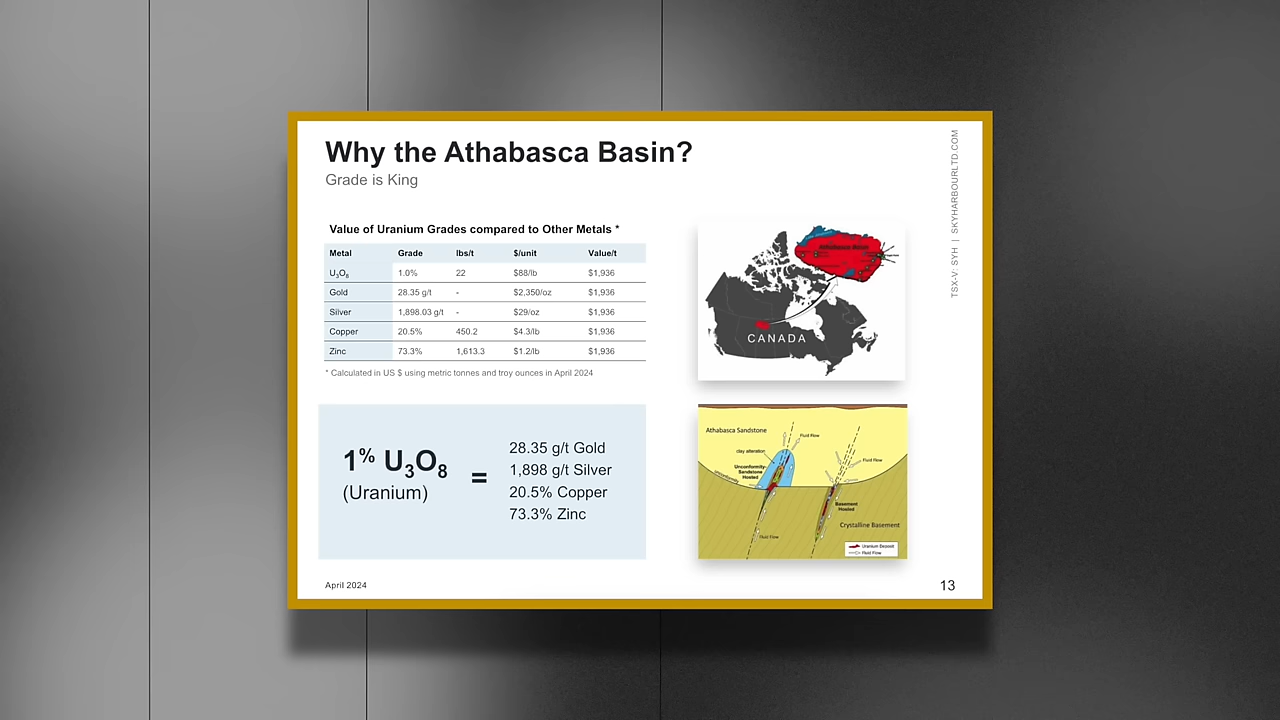 Why the Athabasca Basin?
Grade is King
TSX-V: SYH | SKYHARBOURLTD.COM
Value of Uranium Grades compared to Other Metals *
Metal Grade lbs/t $/unit Value/t
U₃O₈ 1.0% 22 $88/lb $1,936
Gold 28.35 g/t - $2,350/oz $1,936
Silver 1,898.03 g/t - $29/oz $1,936
Copper 20.5% 450.2 $4.3/lb $1,936
Zinc 73.3% 1,613.3 $1.2/lb $1,936
* Calculated in US $ using metric tonnes and troy ounces in April 2024
Athabasca Basin
CANADA
1% U₃O₈
(Uranium)
=
28.35 g/t Gold
1,898 g/t Silver
20.5% Copper
73.3% Zinc
Athabasca Sandstone
Fluid Flow
clay alteration
Fluid Flow
Unconformity-
Sandstone
Hosted
unconformity
Basement
Hosted
Crystalline Basement
Fluid Flow
Uranium Deposit
Fluid Flow
April 2024
13